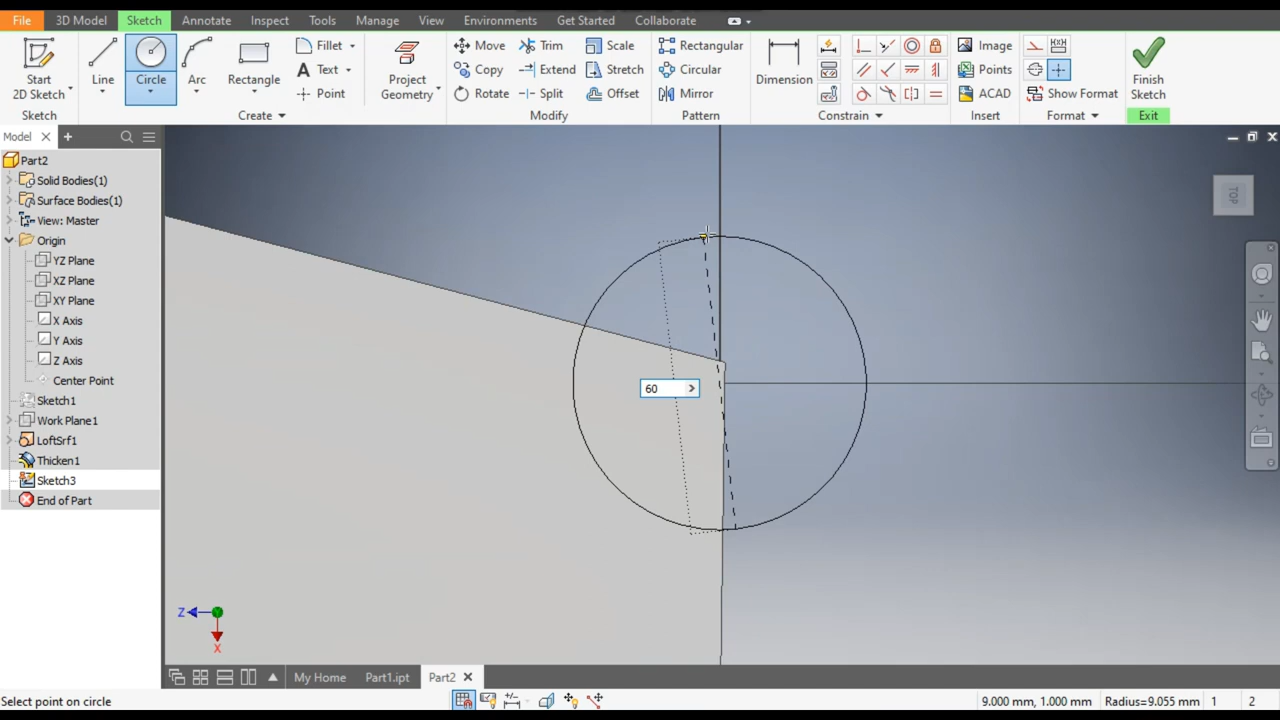 File 3D Model Sketch Annotate Inspect Tools Manage View Environments Get Started Collaborate
Start
2D Sketch
Line
Circle
Arc
Rectangle
Fillet
Text
Point
Project
Geometry
Move
Trim
Scale
Copy
Extend
Stretch
Rotate
Split
Offset
Rectangular
Circular
Mirror
Dimension
Image
Points
ACAD
Show Format
Finish
Sketch
Sketch Create Modify Pattern Constrain Insert Format Exit
Model
Part2
Solid Bodies(1)
Surface Bodies(1)
View: Master
Origin
YZ Plane
XZ Plane
XY Plane
X Axis
Y Axis
Z Axis
Center Point
Sketch1
Work Plane1
LoftSrf1
Thicken1
Sketch3
End of Part
TOP
60
Z
X
My Home Part1.ipt Part2
Select point on circle 9.000 mm, 1.000 mm Radius=9.055 mm 1 2